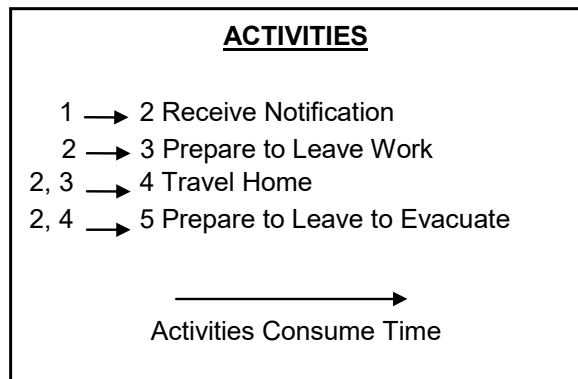 ACTIVITIES
1 → 2 Receive Notification
2 → 3 Prepare to Leave Work
2, 3 → 4 Travel Home
2, 4 → 5 Prepare to Leave to Evacuate
Activities Consume Time